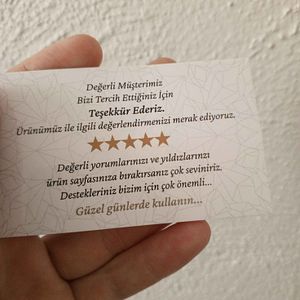 Değerli Müşterimiz
Bizi Tercih Ettiğiniz İçin
Teşekkür Ederiz.
Ürünümüz ile ilgili değerlendirmenizi merak ediyoruz.
Değerli yorumlarınızı ve yıldızlarınızı
ürün sayfasınıza bırakırsanız çok seviniriz.
Destekleriniz bizim için çok önemli...
Güzel günlerde kullanın...